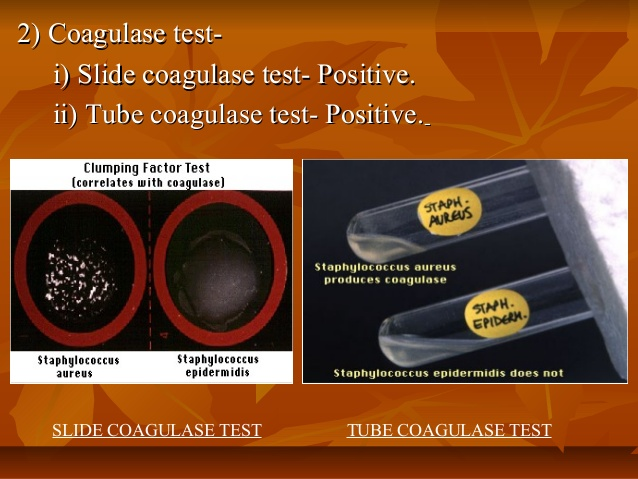 2) Coagulase test-
i) Slide coagulase test- Positive.
ii) Tube coagulase test- Positive.
Clumping Factor Test
(correlates with coagulase)
Staphylococcus
aureus
Staphylococcus
epidermidis
STAPH.
AUREUS
Staphylococcus aureus
produces coagulase
STAPH.
EPIDERM.
Staphylococcus epidermidis does not
SLIDE COAGULASE TEST
TUBE COAGULASE TEST